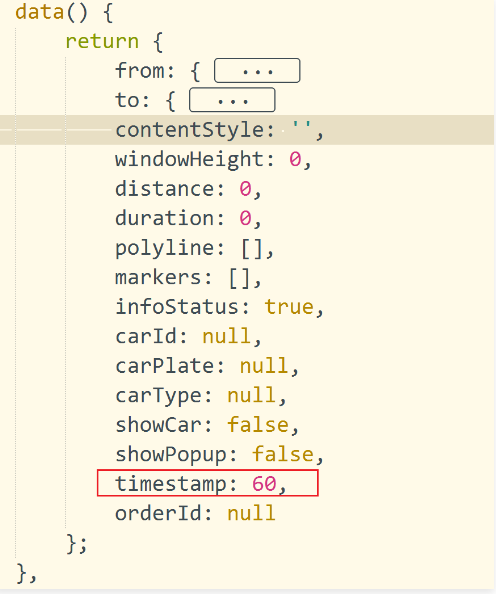 data() {
return {
from: { ...
to: { ...
contentStyle: '',
windowHeight: 0,
distance: 0,
duration: 0,
polyline: [],
markers: [],
infoStatus: true,
carId: null,
carPlate: null,
carType: null,
showCar: false,
showPopup: false,
timestamp: 60,
orderId: null
};
},